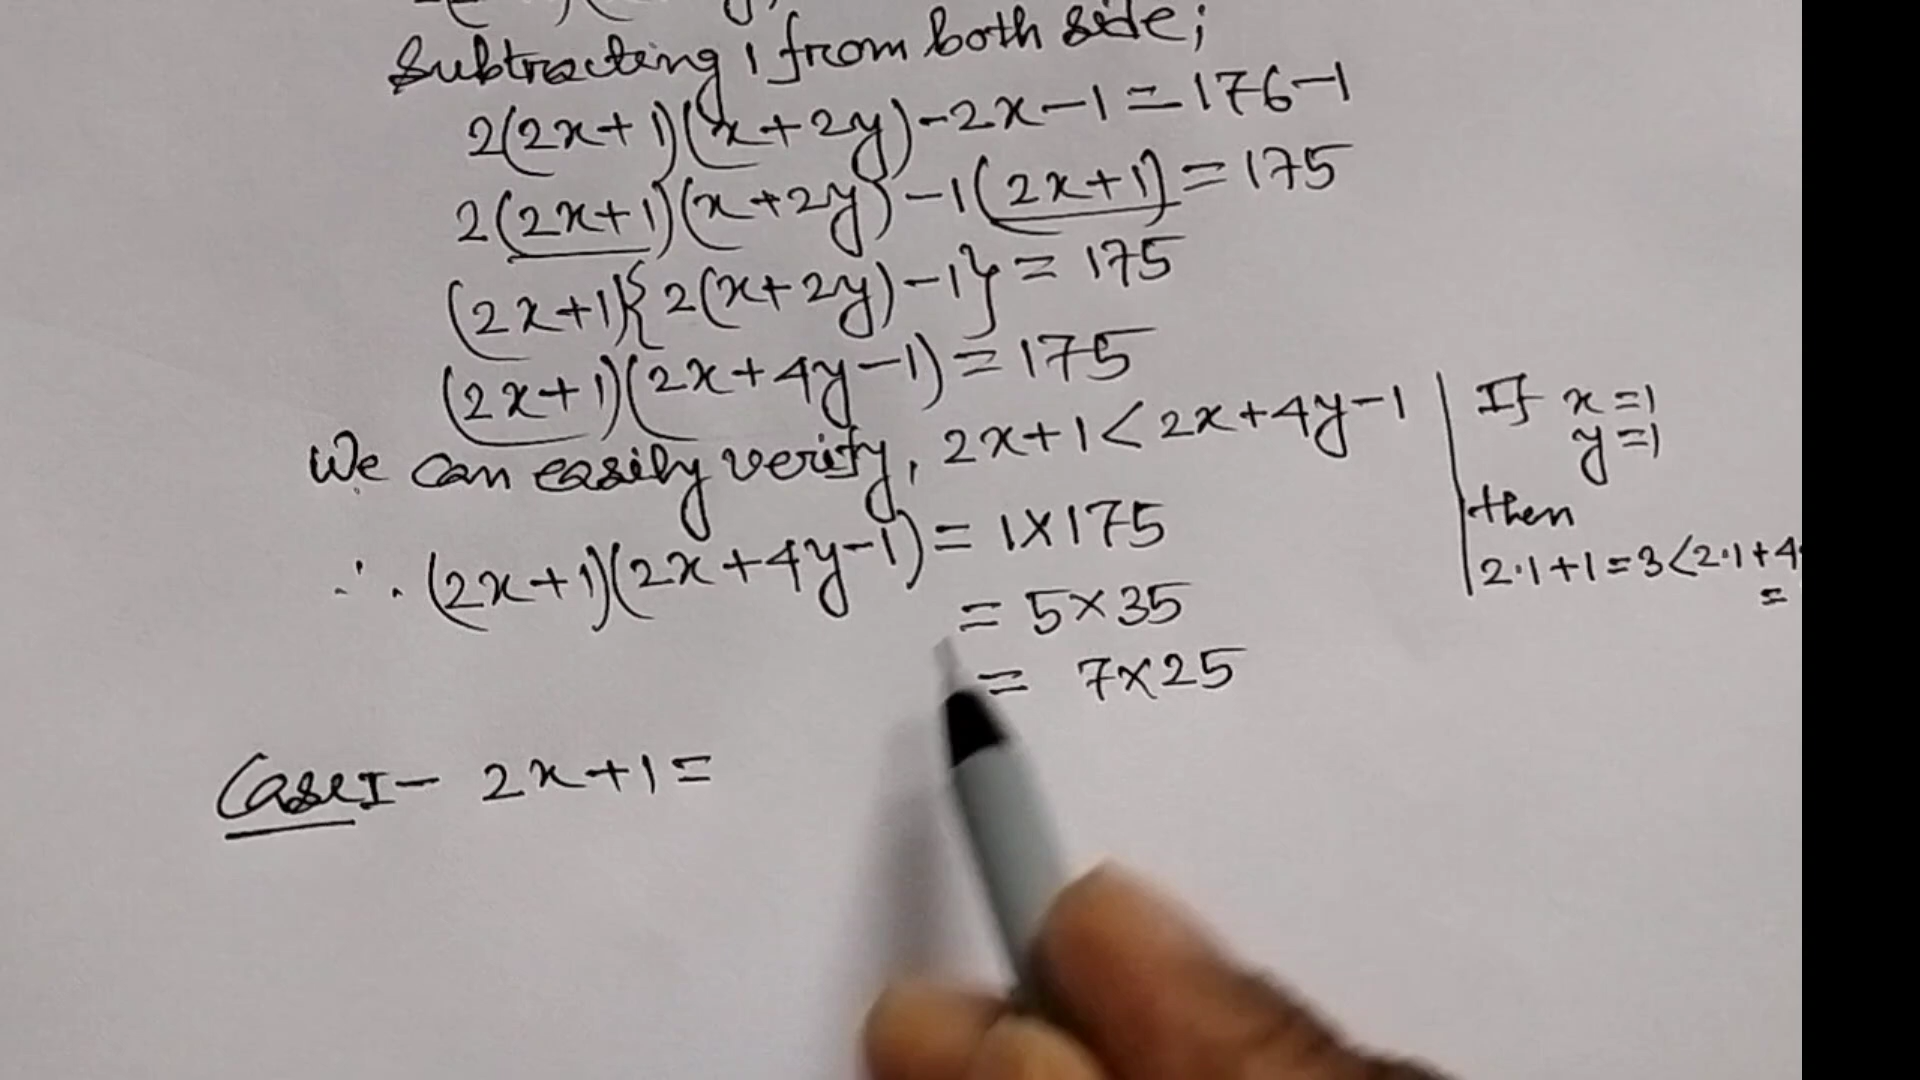 Subtracting 1 from both side;
2(2x+1)(x+2y)-2x-1=176-1
2(2x+1)(x+2y)-1(2x+1)=175
(2x+1){2(x+2y)-1}=175
(2x+1)(2x+4y-1)=175
We can easily verify, 2x+1<2x+4y-1
If x=1
y=1
then
2·1+1=3<2·1+4
=
∴ (2x+1)(2x+4y-1)=1×175
=5×35
=7×25
Case I- 2x+1=